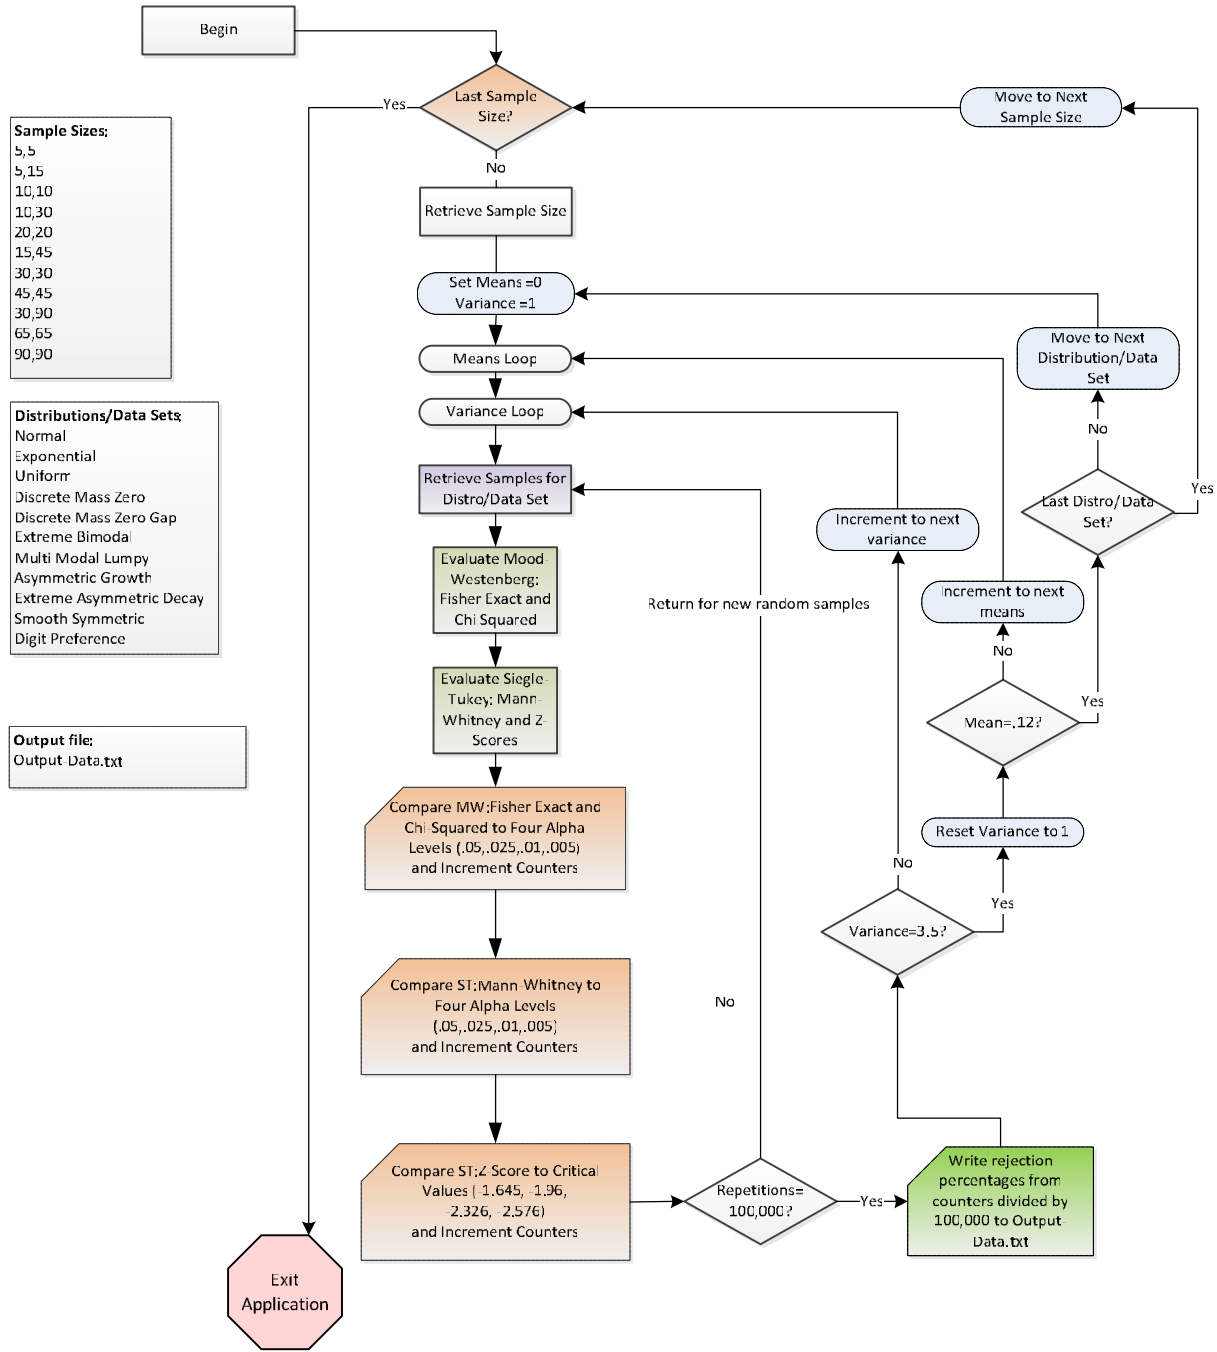 Begin
Last Sample
Size?
Yes
Move to Next
Sample Size
No
Retrieve Sample Size
Sample Sizes:
5,5
5,15
10,10
10,30
20,20
15,45
30,30
45,45
30,90
65,65
90,90
Set Means =0
Variance =1
Means Loop
Variance Loop
Retrieve Samples for
Distro/Data Set
Distributions/Data Sets:
Normal
Exponential
Uniform
Discrete Mass Zero
Discrete Mass Zero Gap
Extreme Bimodal
Multi Modal Lumpy
Asymmetric Growth
Extreme Asymmetric Decay
Smooth Symmetric
Digit Preference
Output file:
Output-Data.txt
Evaluate Mood-
Westenberg:
Fisher Exact and
Chi Squared
Evaluate Siegle-
Tukey: Mann-
Whitney and Z-
Scores
Compare MW:Fisher Exact and
Chi-Squared to Four Alpha
Levels (.05,.025,.01,.005)
and Increment Counters
Compare ST:Mann-Whitney to
Four Alpha Levels
(.05,.025,.01,.005)
and Increment Counters
Compare ST:Z-Score to Critical
Values (-1.645, -1.96,
-2.326, -2.576)
and Increment Counters
Repetitions=
100,000?
No
Return for new random samples
Yes
Write rejection
percentages from
counters divided by
100,000 to Output-
Data.txt
Variance=3.5?
No
Increment to next
variance
Yes
Reset Variance to 1
Mean=.12?
No
Increment to next
means
Yes
Last Distro/Data
Set?
No
Move to Next
Distribution/Data
Set
Yes
Exit
Application